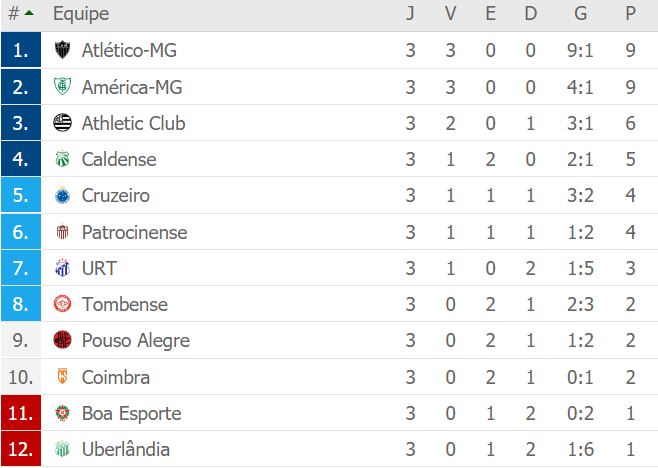 # Equipe J V E D G P
1. Atlético-MG 3 3 0 0 9:1 9
2. América-MG 3 3 0 0 4:1 9
3. Athletic Club 3 2 0 1 3:1 6
4. Caldense 3 1 2 0 2:1 5
5. Cruzeiro 3 1 1 1 3:2 4
6. Patrocinense 3 1 1 1 1:2 4
7. URT 3 1 0 2 1:5 3
8. Tombense 3 0 2 1 2:3 2
9. Pouso Alegre 3 0 2 1 1:2 2
10. Coimbra 3 0 2 1 0:1 2
11. Boa Esporte 3 0 1 2 0:2 1
12. Uberlândia 3 0 1 2 1:6 1